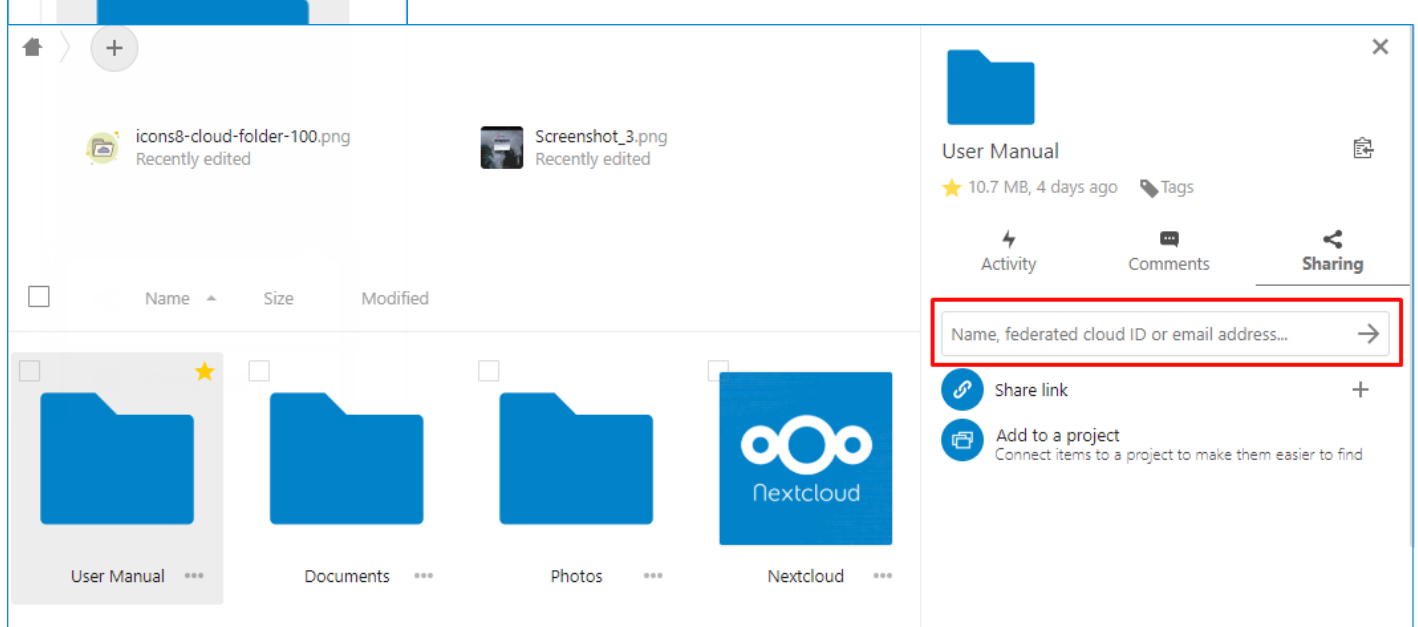 icons8-cloud-folder-100.png
Recently edited
Screenshot_3.png
Recently edited
Name Size Modified
User Manual
Documents
Photos
nextcloud
Nextcloud
User Manual
10.7 MB, 4 days ago Tags
Activity Comments Sharing
Name, federated cloud ID or email address...
Share link
Add to a project
Connect items to a project to make them easier to find